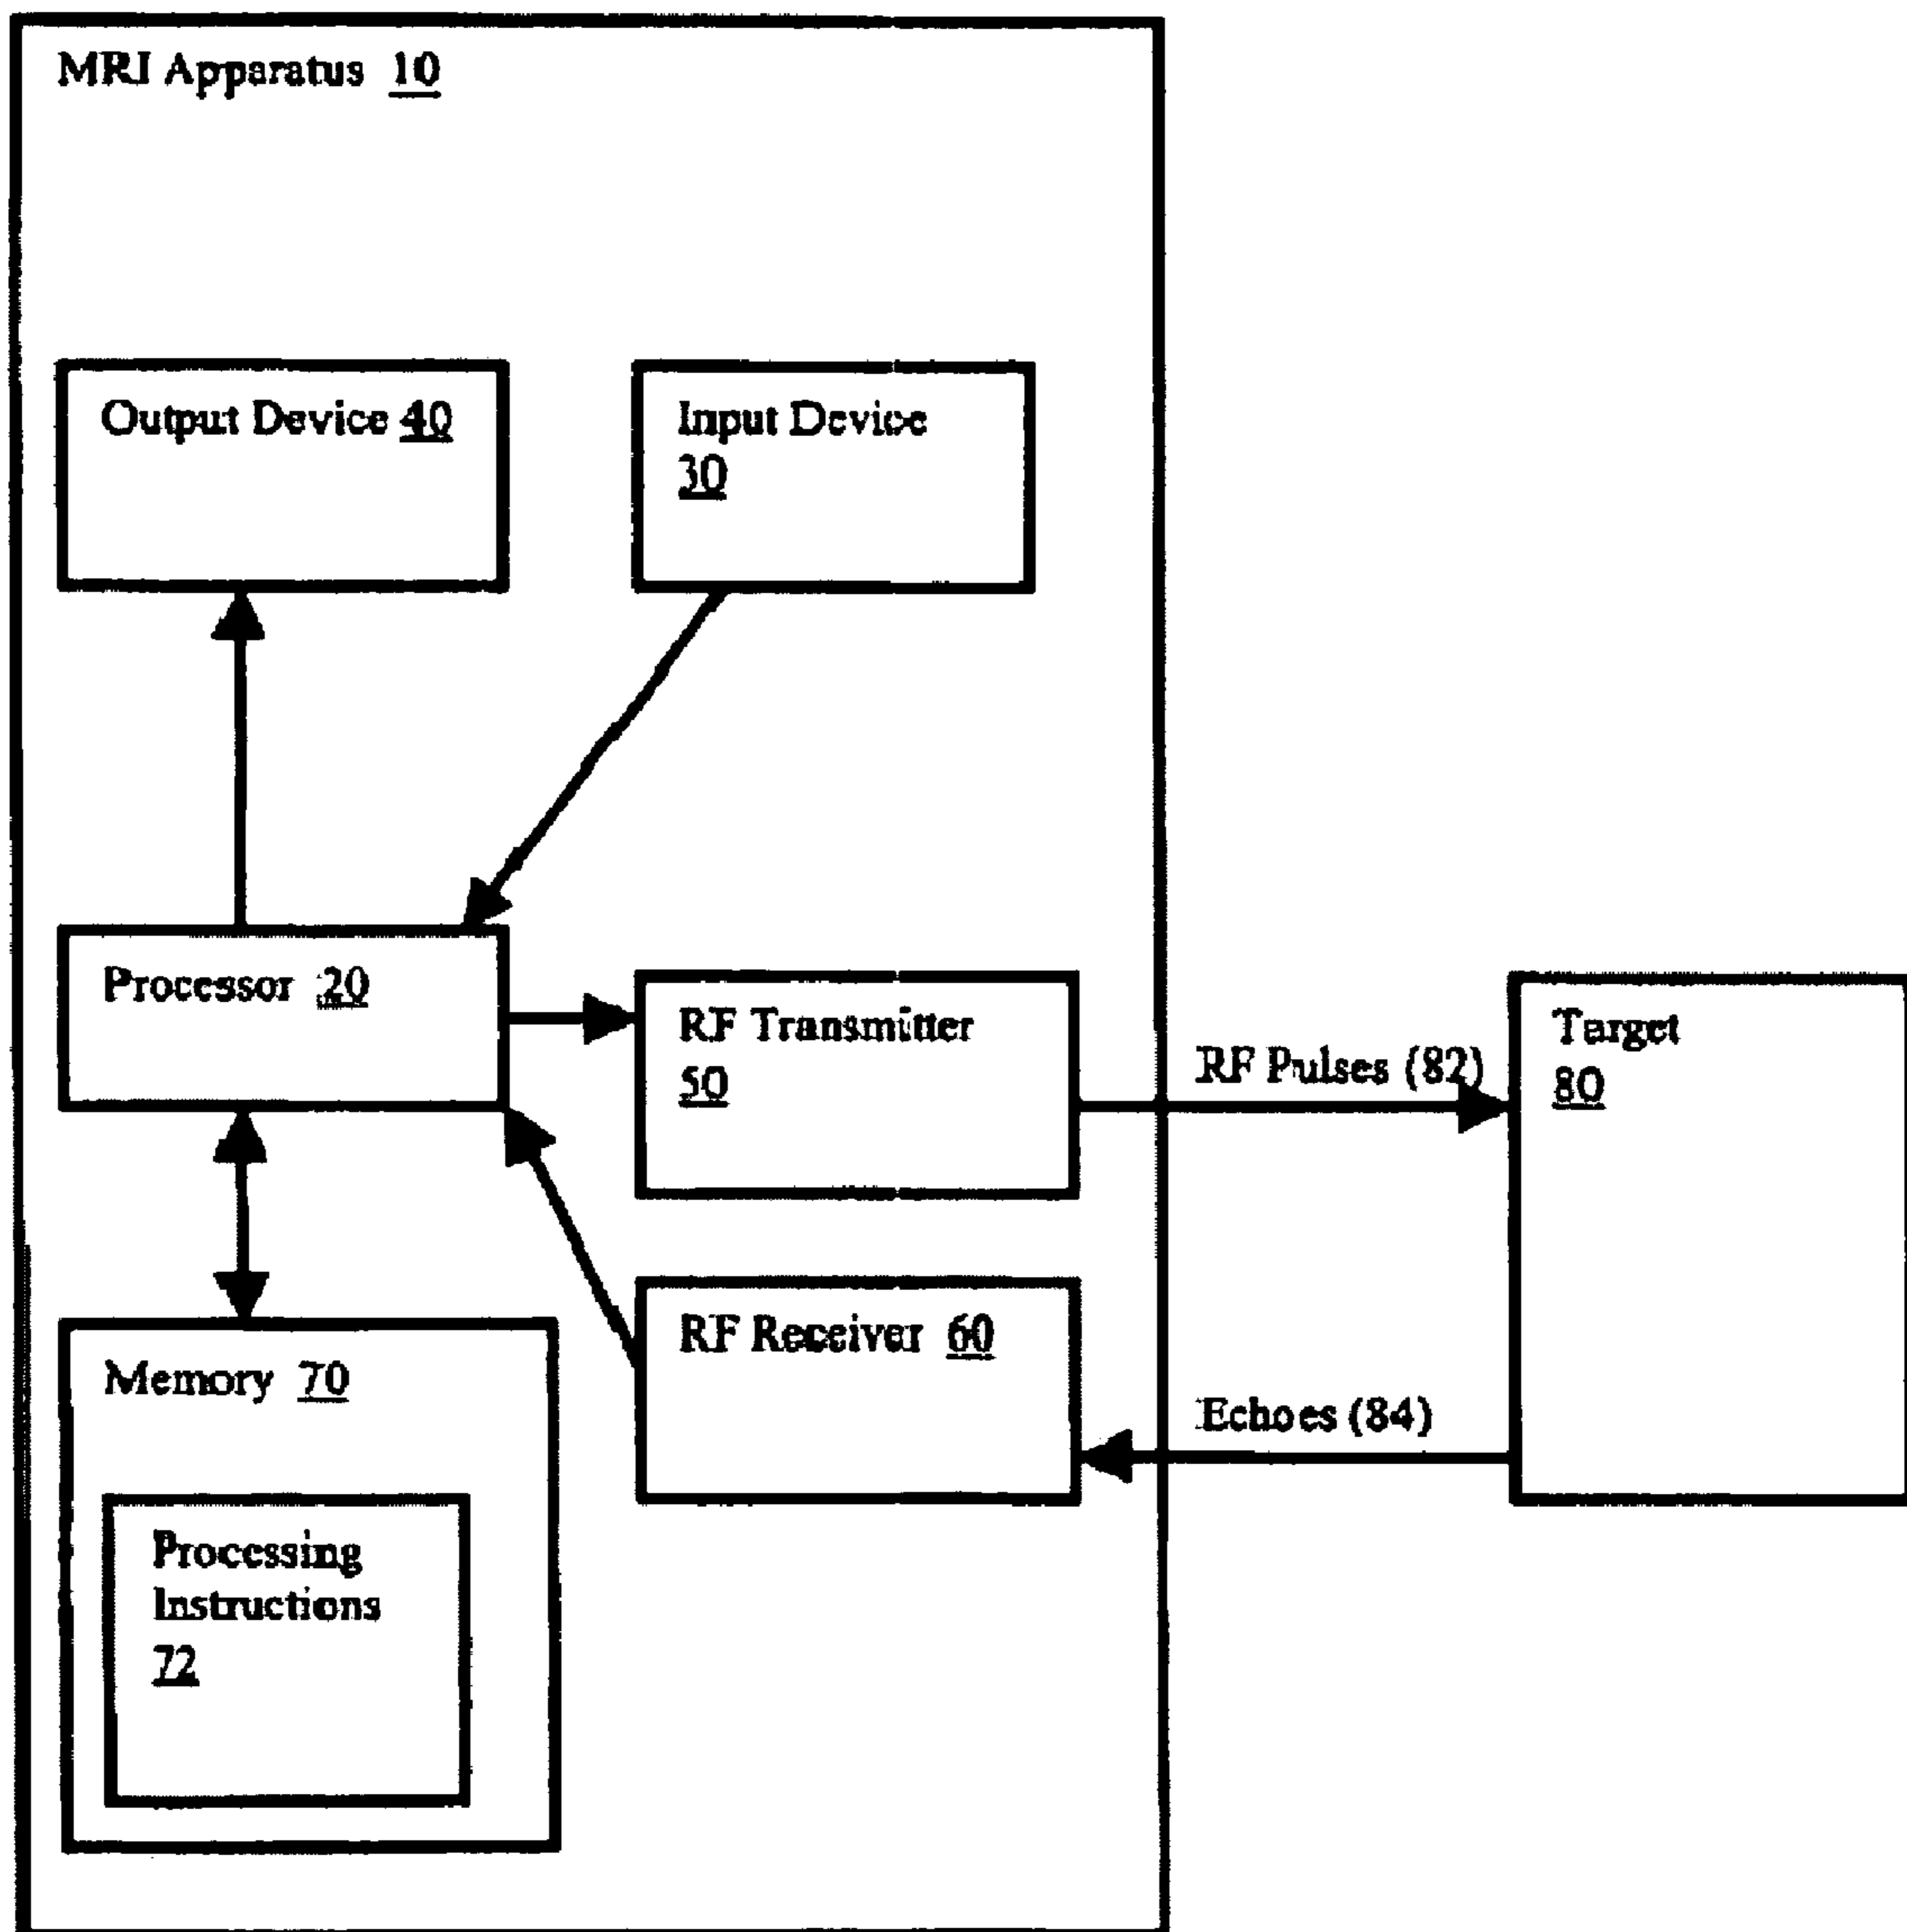 MRI Apparatus 10
Output Device 40
Input Device
30
Processor 20
RF Transmitter
50
RF Pulses (82)
Target
80
RF Receiver 60
Echoes (84)
Memory 70
Processing
Instructions
72